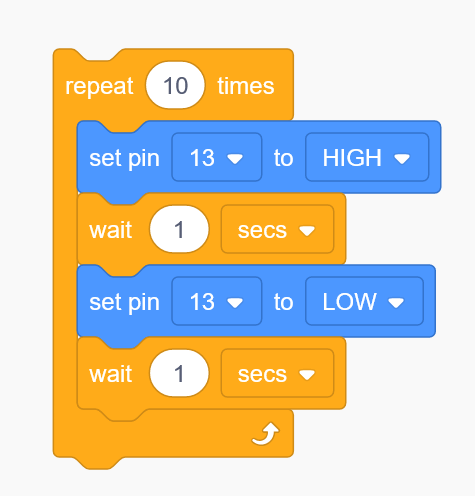 repeat 10 times
set pin 13 to HIGH
wait 1 secs
set pin 13 to LOW
wait 1 secs